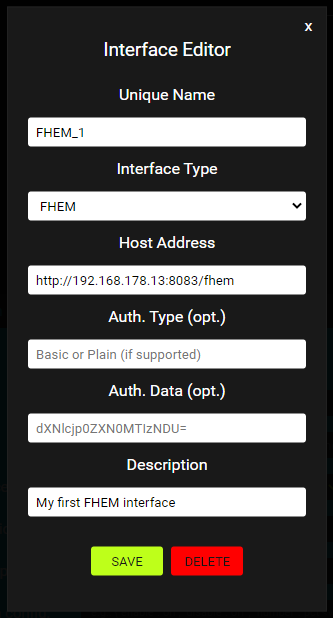 x
Interface Editor
Unique Name
FHEM_1
Interface Type
FHEM
Host Address
http://192.168.178.13:8083/fhem
Auth. Type (opt.)
Basic or Plain (if supported)
Auth. Data (opt.)
dXNlcjp0ZXN0MTIzNDU=
Description
My first FHEM interface
SAVE DELETE